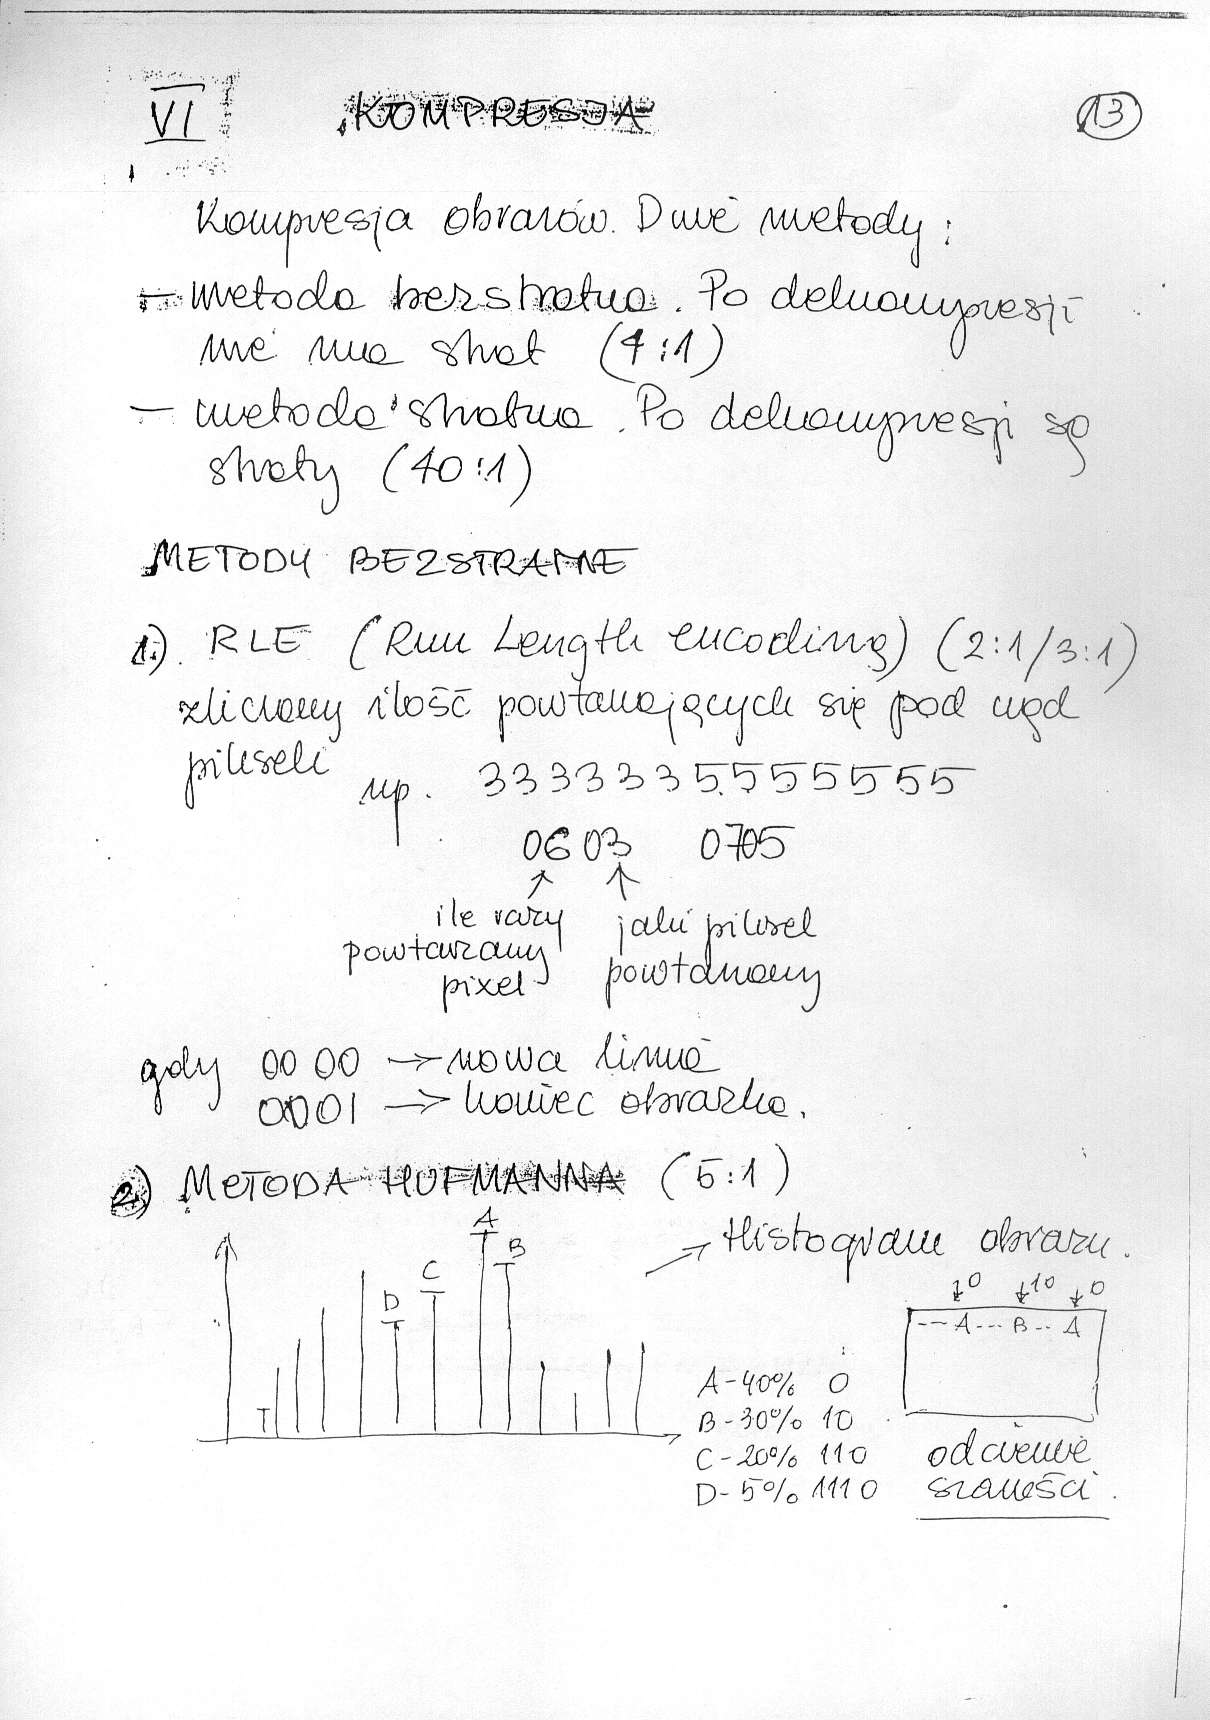 VI KOMPRESJA 13
Kompresja obrazów. Dwie metody:
- metoda bezstratna. Po dekompresji
nie ma strat (4:1)
- metoda stratna. Po dekompresji są
straty (40:1)
METODY BEZSTRATNE
1.) RLE (Run Length encoding) (2:1/3:1)
zliczamy ilość powtarzających się pod rząd
pikseli
np. 3333335555555
06 03 0705
↑ ↑
ile razy jaki piksel
powtarzamy powtarzamy
pixel
gdy 00 00 → nowa linia
0001 → koniec obrazka.
2.) METODA HUFMANNA (5:1)
A
B
C
D
→ Histogram obrazu.
↓0 ↓10 ↓0
--- A --- B -- A
A-40% 0
B-30% 10
C-20% 110
D-5% 1110
odcienie
szarości.